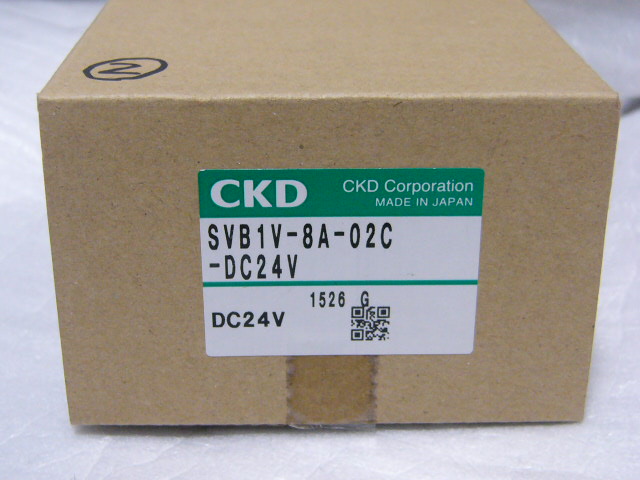 N
CKD
CKD Corporation
MADE IN JAPAN
SVB1V-8A-02C
-DC24V
1526 G
DC24V